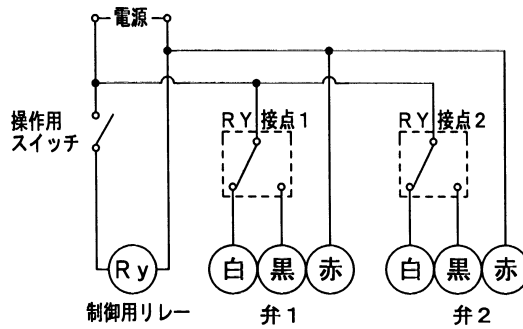 電源
操作用
スイッチ
RY 接点1
RY 接点2
Ry
白 黒 赤
白 黒 赤
制御用リレー
弁1
弁2